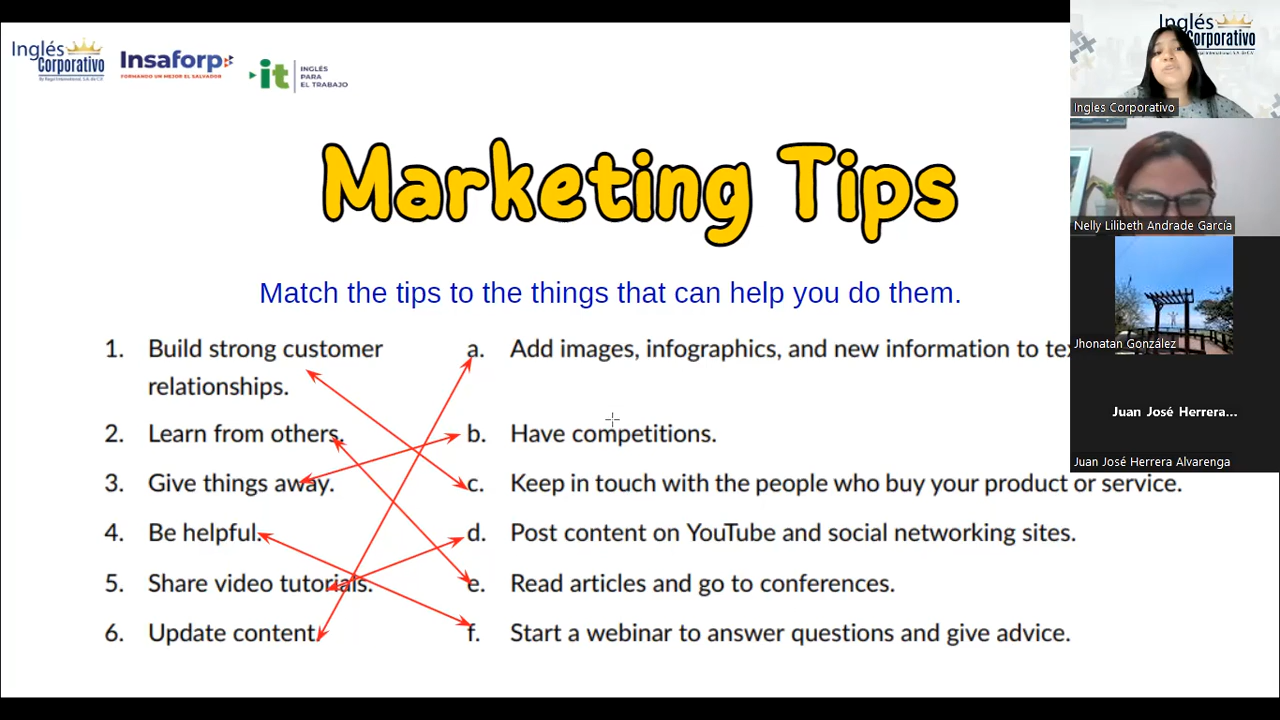 Inglés
Corporativo
Insaforp
FORMANDO UN MEJOR EL SALVADOR
it
INGLÉS
PARA
EL TRABAJO
Marketing Tips
Match the tips to the things that can help you do them.
1. Build strong customer
relationships.
2. Learn from others.
3. Give things away.
4. Be helpful.
5. Share video tutorials.
6. Update content.
a. Add images, infographics, and new information to
b. Have competitions.
c. Keep in touch with the people who buy your product or service.
d. Post content on YouTube and social networking sites.
e. Read articles and go to conferences.
f. Start a webinar to answer questions and give advice.
Inglés
Corporativo
Ingles Corporativo
Nelly Lilibeth Andrade García
Jhonatan González
Juan José Herrera...
Juan José Herrera Alvarenga